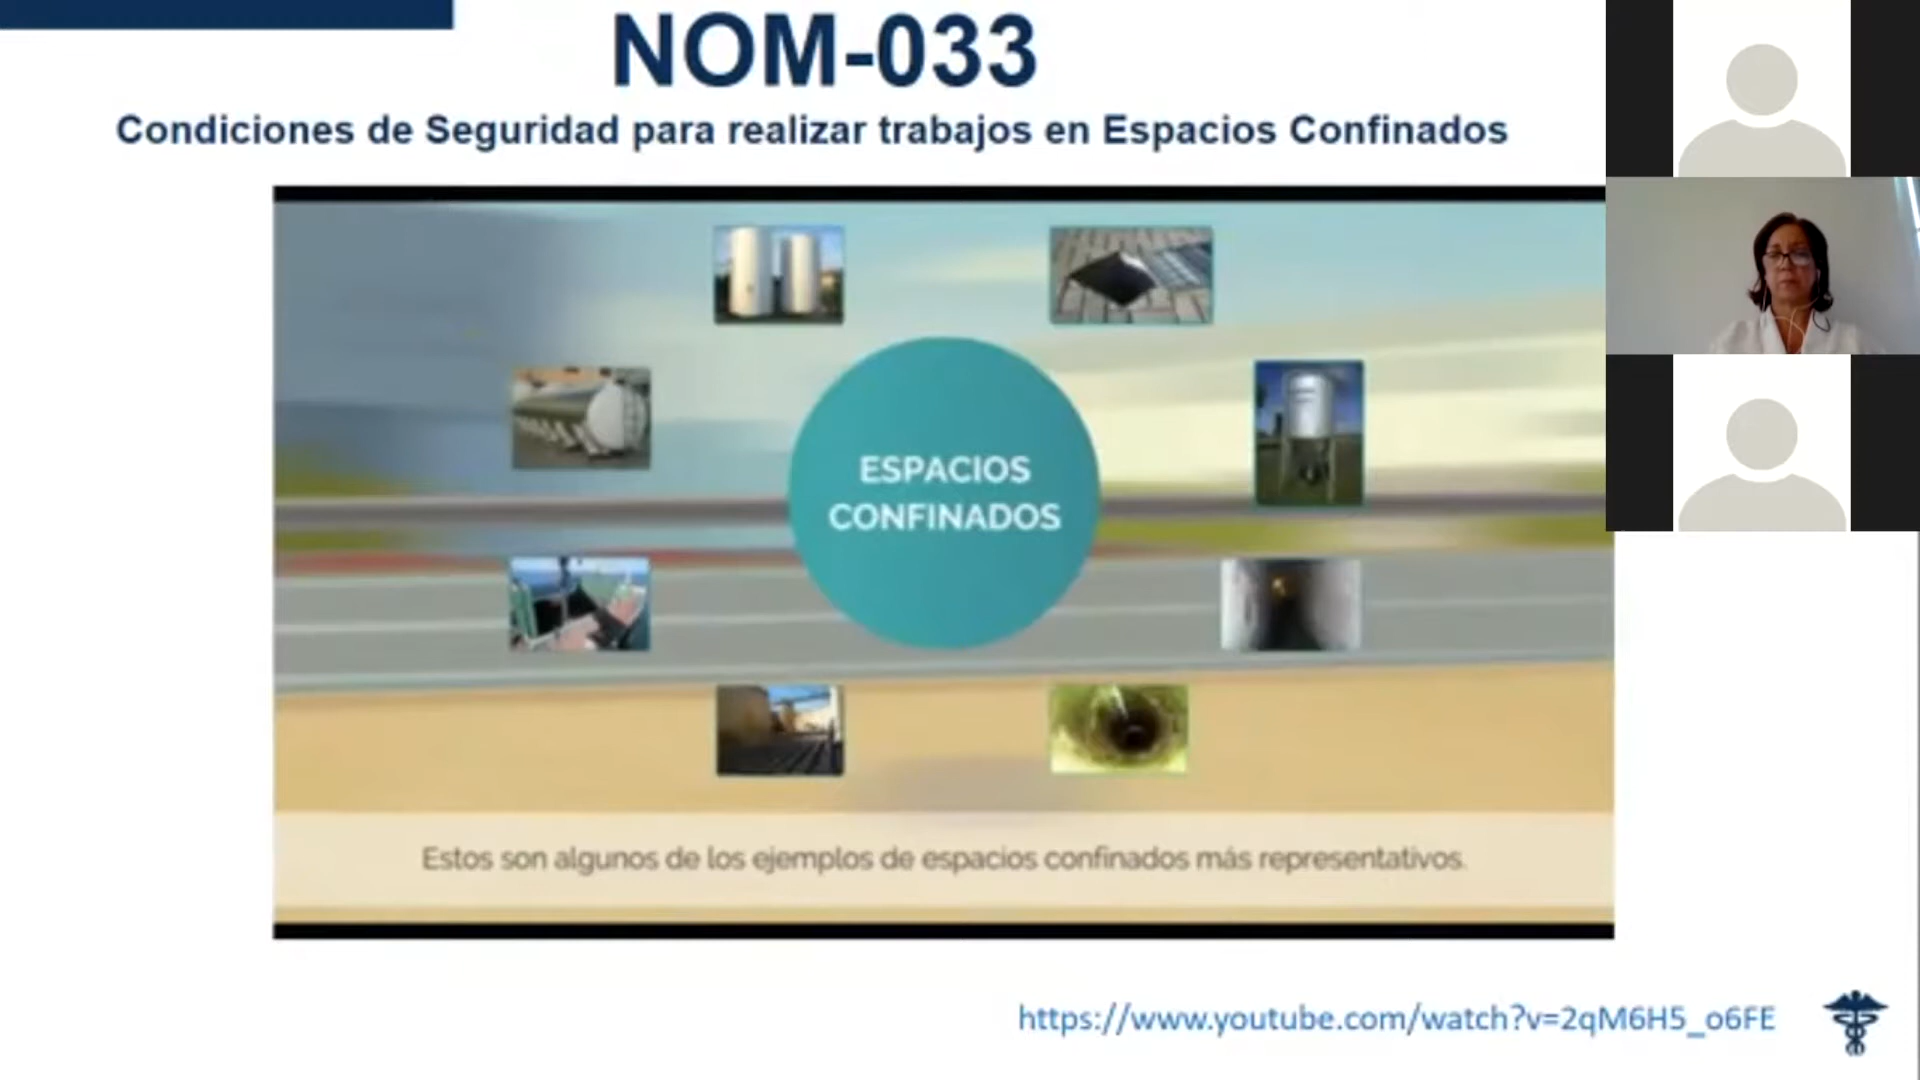 NOM-033
Condiciones de Seguridad para realizar trabajos en Espacios Confinados
ESPACIOS
CONFINADOS
Estos son algunos de los ejemplos de espacios confinados más representativos.
https://www.youtube.com/watch?v=2qM6H5_o6FE